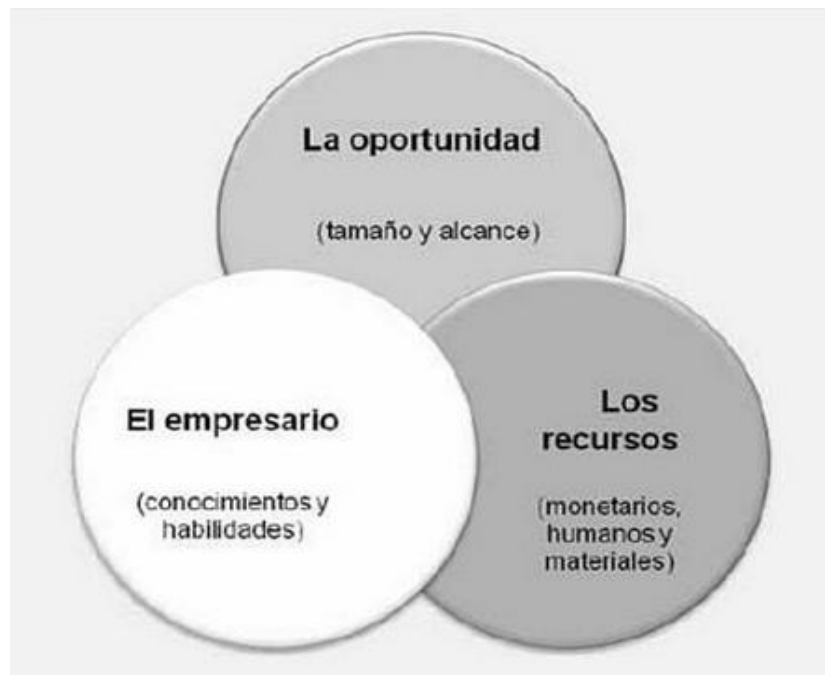 La oportunidad
(tamaño y alcance)
El empresario
(conocimientos y
habilidades)
Los
recursos
(monetarios,
humanos y
materiales)